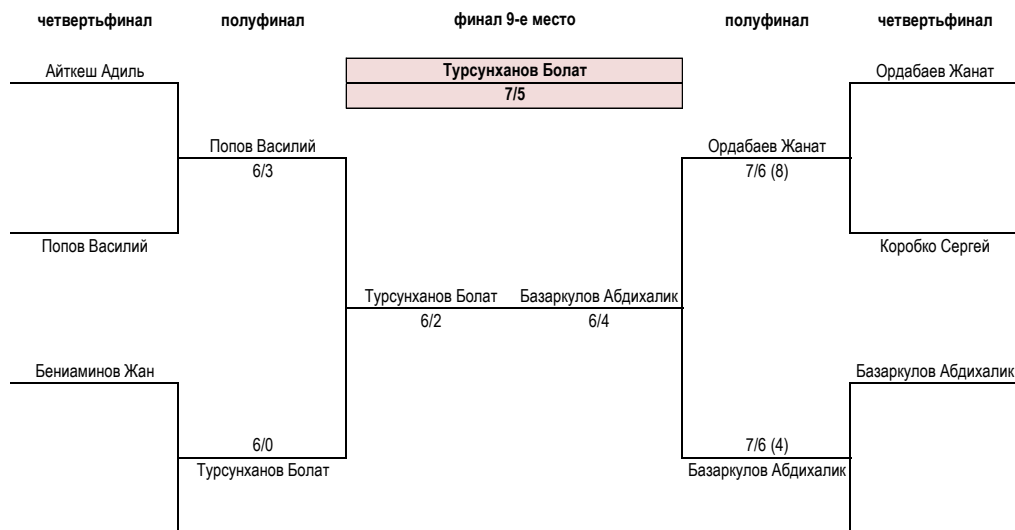 четвертьфинал полуфинал финал 9-е место полуфинал четвертьфинал
Айткеш Адиль Турсунханов Болат Ордабаев Жанат
7/5
Попов Василий Ордабаев Жанат
6/3 7/6 (8)
Попов Василий Коробко Сергей
Турсунханов Болат Базаркулов Абдихалик
6/2 6/4
Бениаминов Жан Базаркулов Абдихалик
6/0 7/6 (4)
Турсунханов Болат Базаркулов Абдихалик